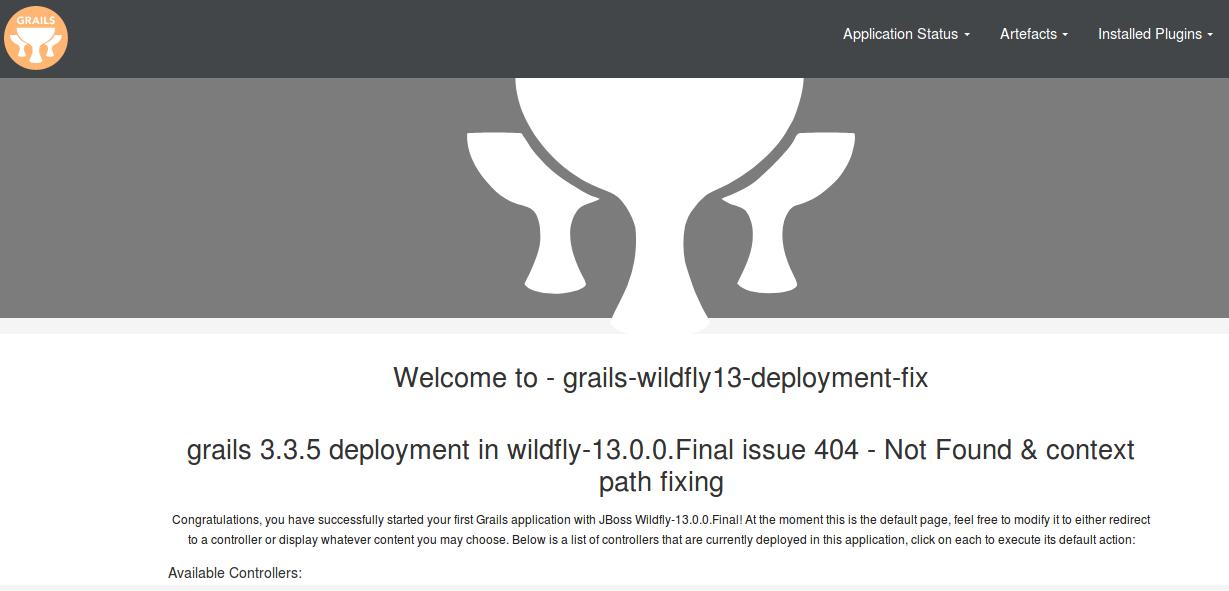 GRAILS
Application Status
Artefacts
Installed Plugins
Welcome to - grails-wildfly13-deployment-fix
grails 3.3.5 deployment in wildfly-13.0.0.Final issue 404 - Not Found & context
path fixing
Congratulations, you have successfully started your first Grails application with JBoss Wildfly-13.0.0.Final! At the moment this is the default page, feel free to modify it to either redirect
to a controller or display whatever content you may choose. Below is a list of controllers that are currently deployed in this application, click on each to execute its default action:
Available Controllers: